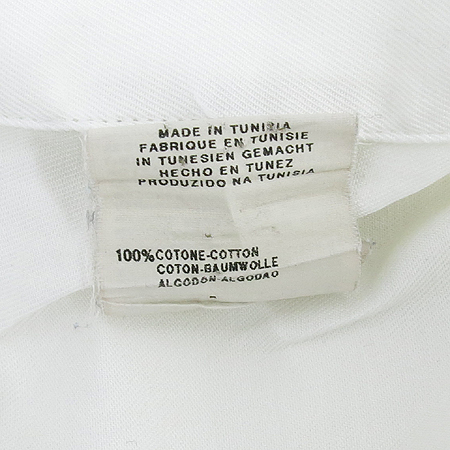 MADE IN TUNISIA
FABRIQUE EN TUNISIE
IN TUNESIEN GEMACHT
HECHO EN TUNEZ
PRODUZIDO NA TUNISIA
100% COTONE-COTTON
COTON-BAUMWOLLE
ALGODON-ALGODAO